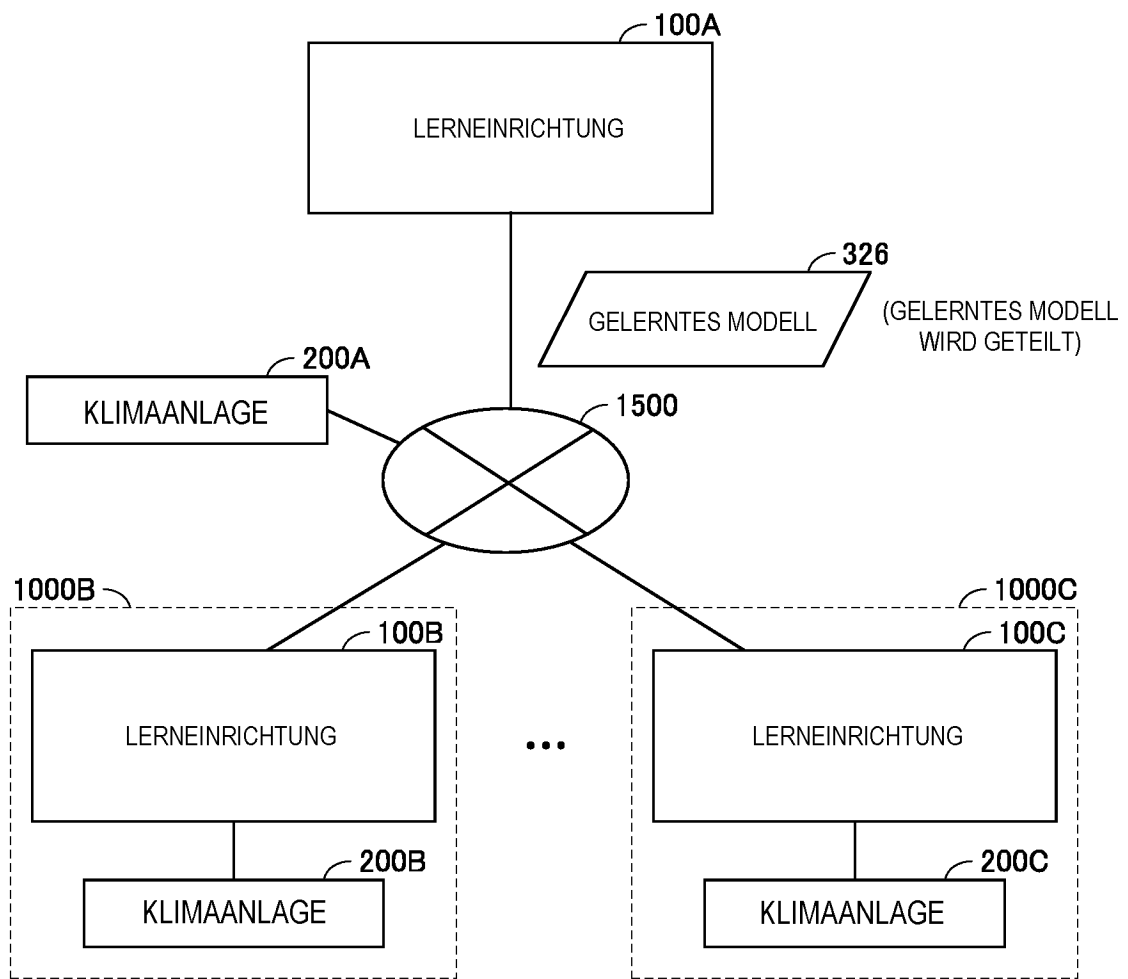 100A
LERNEINRICHTUNG
326
GELERNTES MODELL
(GELERNTES MODELL
WIRD GETEILT)
200A
KLIMAANLAGE
1500
1000B
1000C
100B
100C
LERNEINRICHTUNG
...
LERNEINRICHTUNG
200B
200C
KLIMAANLAGE
KLIMAANLAGE